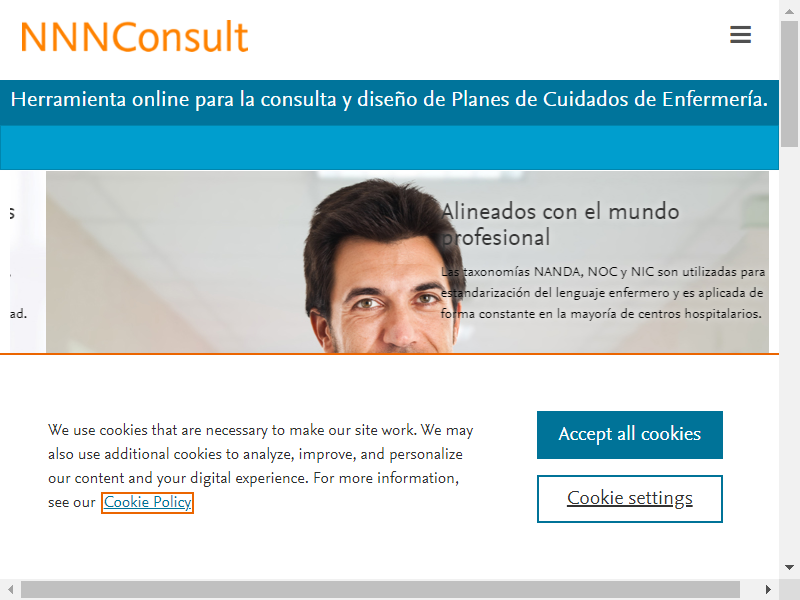 NNNConsult
Herramienta online para la consulta y diseño de Planes de Cuidados de Enfermería.
s
Alineados con el mundo
profesional
Las taxonomías NANDA, NOC y NIC son utilizadas para
estandarización del lenguaje enfermero y es aplicada de
ad.
forma constante en la mayoría de centros hospitalarios.
We use cookies that are necessary to make our site work. We may
also use additional cookies to analyze, improve, and personalize
our content and your digital experience. For more information,
see our Cookie Policy
Accept all cookies
Cookie settings